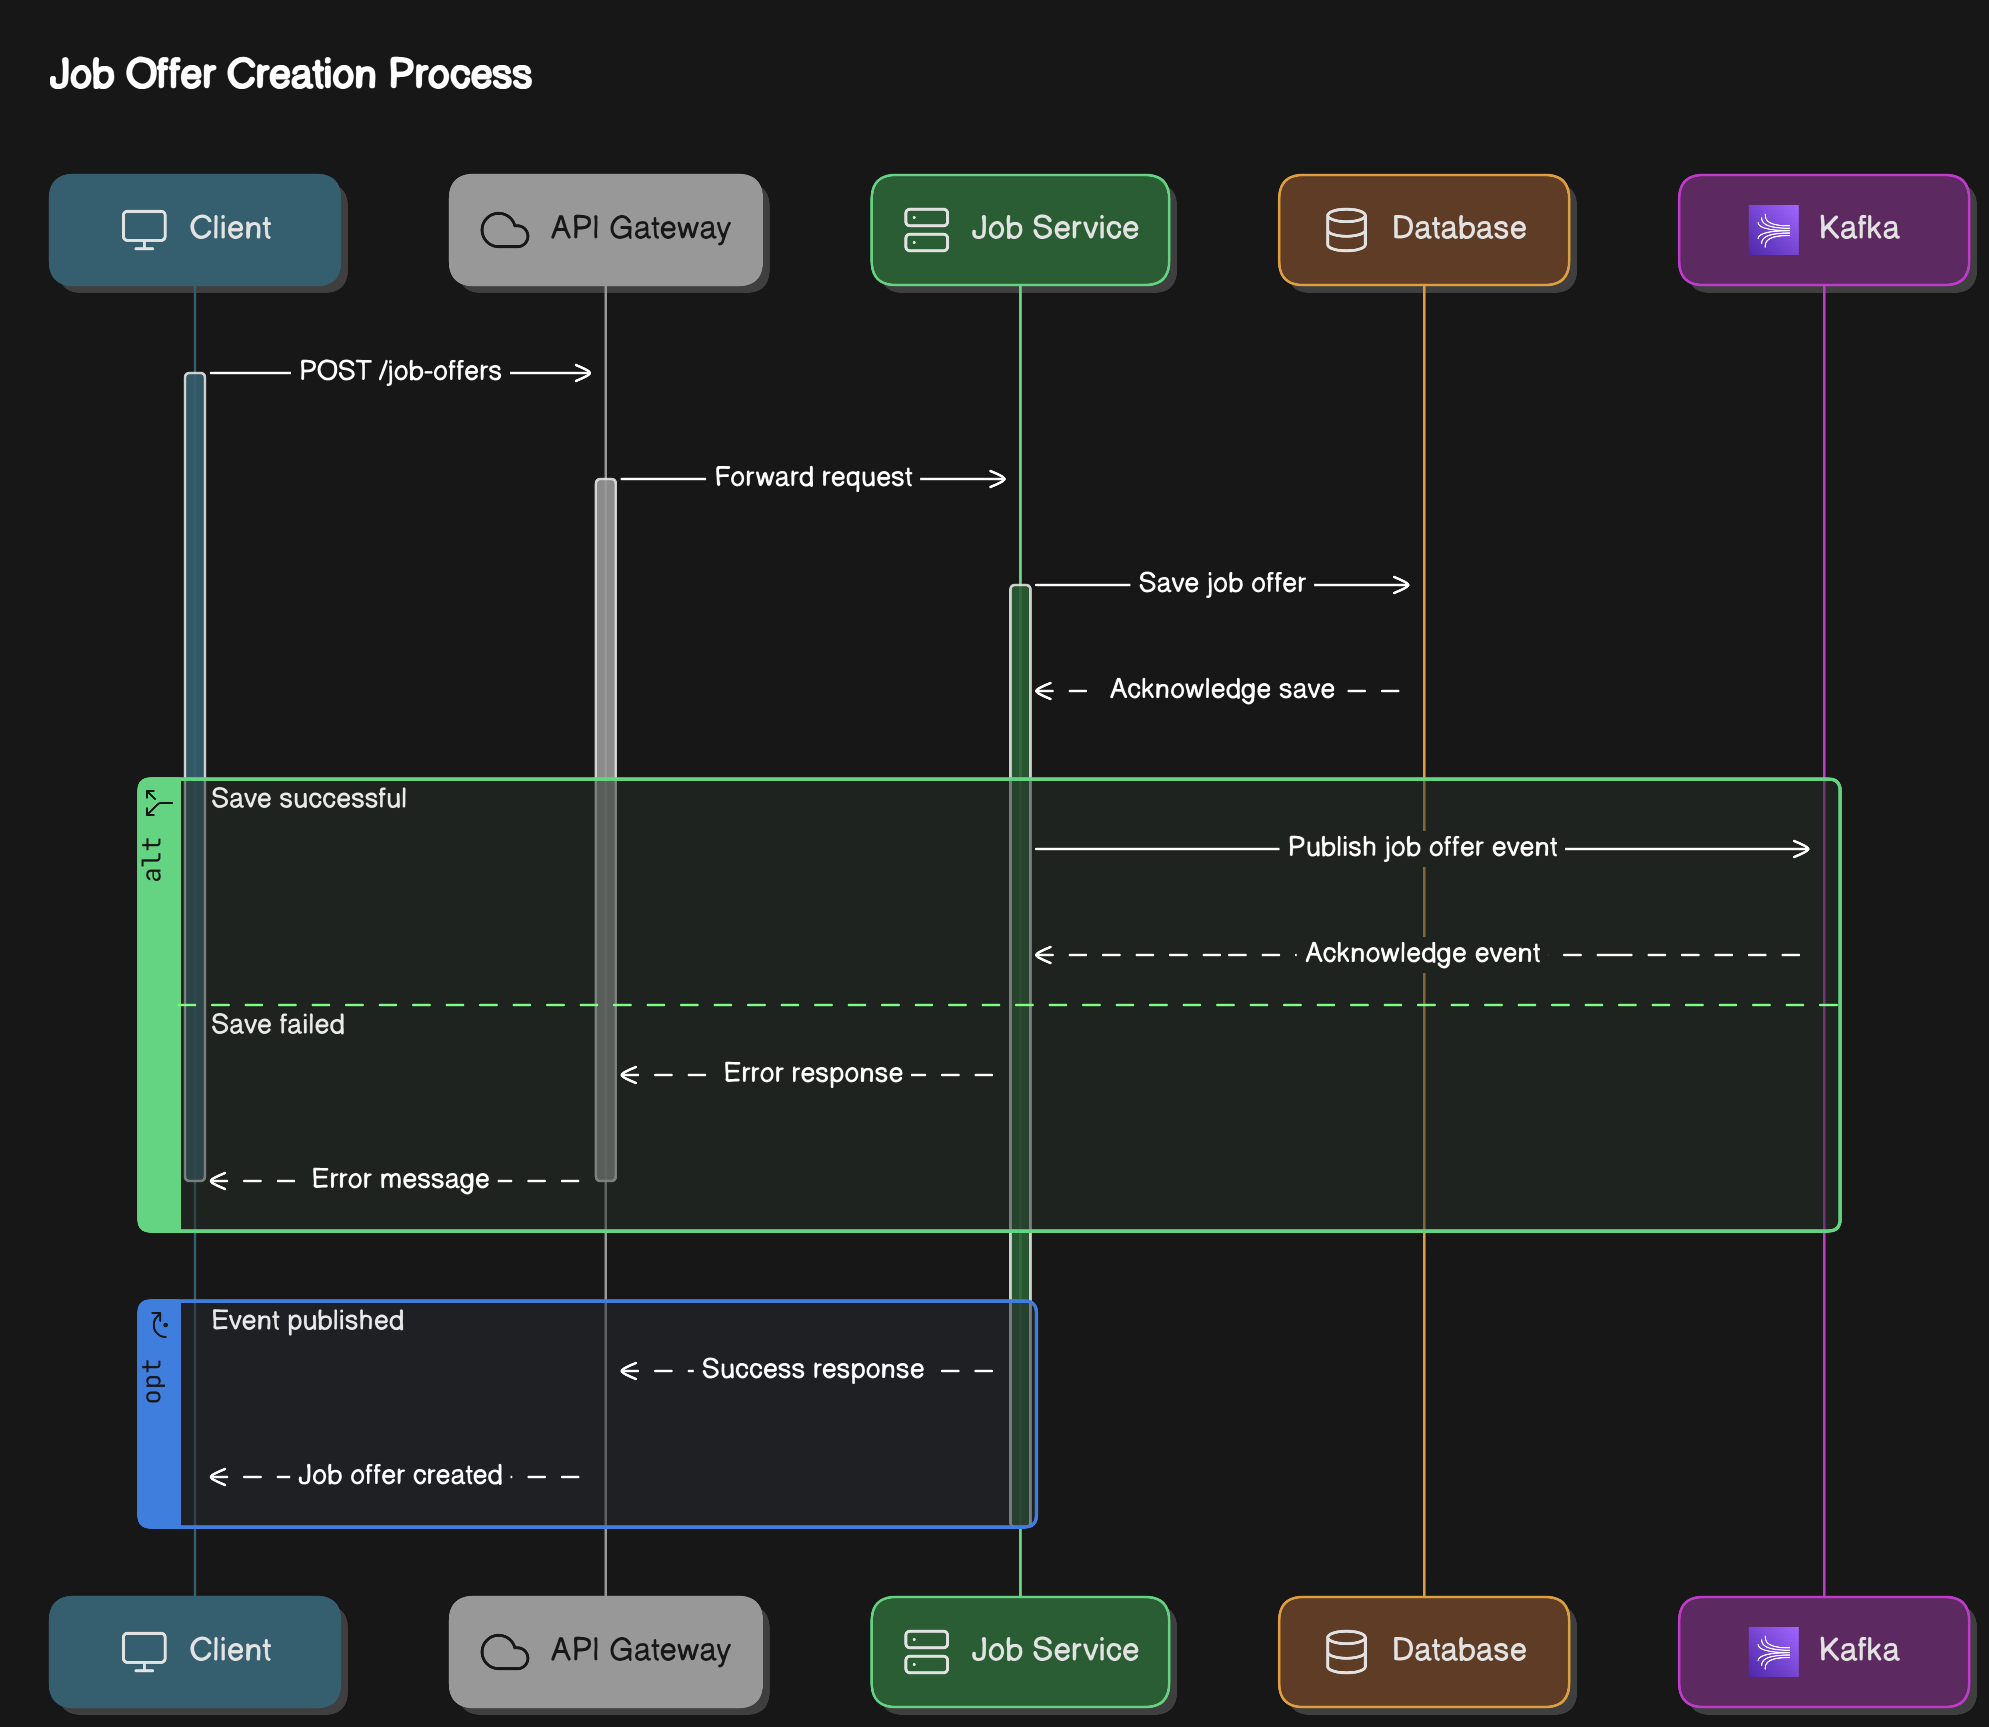 Job Offer Creation Process
Client
API Gateway
Job Service
Database
Kafka
POST /job-offers
Forward request
Save job offer
Acknowledge save
alt
Save successful
Publish job offer event
Acknowledge event
Save failed
Error response
Error message
opt
Event published
Success response
Job offer created
Client
API Gateway
Job Service
Database
Kafka